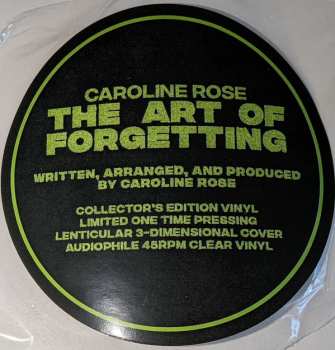 CAROLINE ROSE
THE ART OF
FORGETTING
WRITTEN, ARRANGED, AND PRODUCED
BY CAROLINE ROSE
COLLECTOR'S EDITION VINYL
LIMITED ONE TIME PRESSING
LENTICULAR 3-DIMENSIONAL COVER
AUDIOPHILE 45RPM CLEAR VINYL